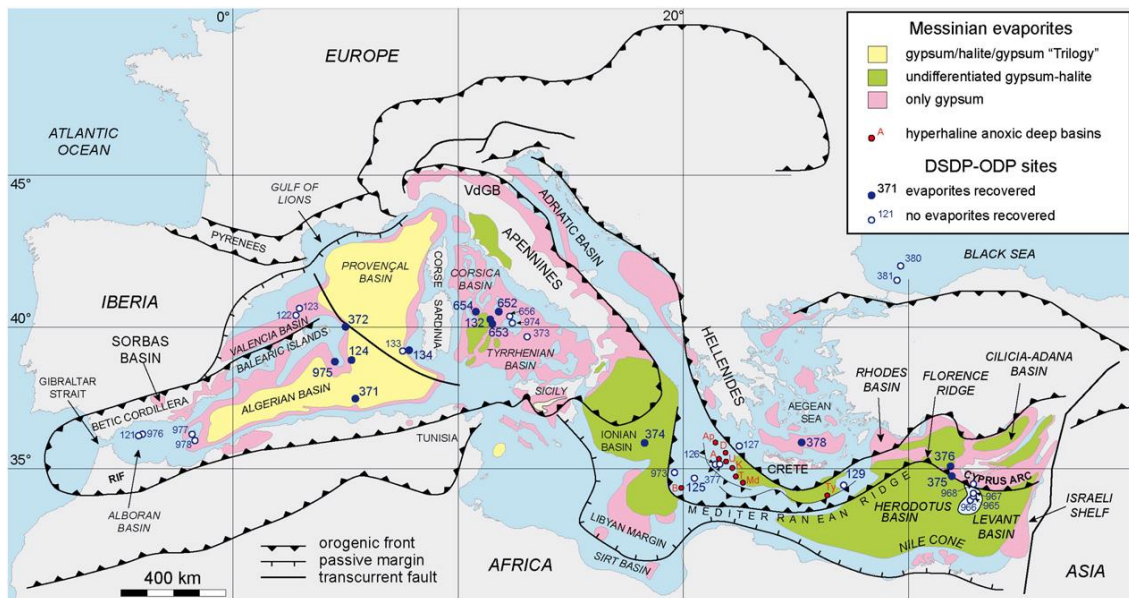 0°
20°
45°
40°
35°
EUROPE
ATLANTIC
OCEAN
IBERIA
AFRICA
ASIA
BLACK SEA
Messinian evaporites
gypsum/halite/gypsum “Trilogy”
undifferentiated gypsum-halite
only gypsum
A hyperhaline anoxic deep basins
DSDP-ODP sites
371 evaporites recovered
121 no evaporites recovered
380
381
GULF OF
LIONS
PYRENEES
PROVENÇAL
BASIN
CORSE
SARDINIA
CORSICA
BASIN
VdGB
APENNINES
ADRIATIC BASIN
HELLENIDES
654
652
656
132
653
974
373
TYRRHENIAN
BASIN
123
122
VALENCIA BASIN
BALEARIC ISLANDS
372
124
133
134
975
371
ALGERIAN BASIN
SORBAS
BASIN
GIBRALTAR
STRAIT
BETIC CORDILLERA
121
976
977
978
RIF
ALBORAN
BASIN
TUNISIA
SICILY
IONIAN
BASIN
374
973
B
125
126
377
Ap
D
A
U
K
Md
127
CRETE
AEGEAN
SEA
378
129
Ty
MEDITERRANEAN RIDGE
RHODES
BASIN
FLORENCE
RIDGE
CILICIA-ADANA
BASIN
376
375
CYPRUS ARC
968
967
965
966
HERODOTUS
BASIN
LEVANT
BASIN
ISRAELI
SHELF
NILE CONE
LIBYAN
MARGIN
SIRT BASIN
orogenic front
passive margin
transcurrent fault
400 km